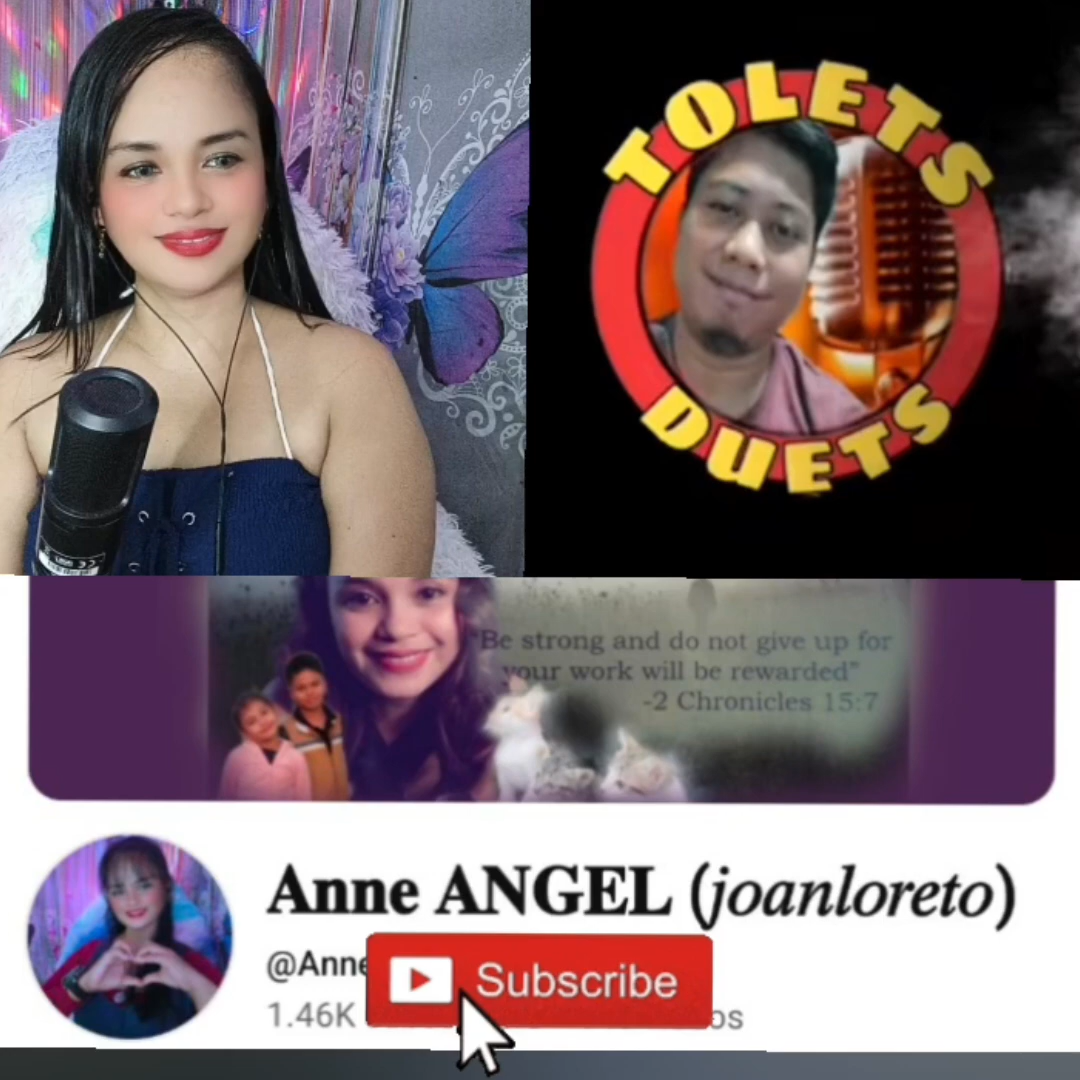 TOLETS
DUETS
"Be strong and do not give up for
your work will be rewarded"
-2 Chronicles 15:7
Anne ANGEL (joanloreto)
@Anne
Subscribe
1.46K